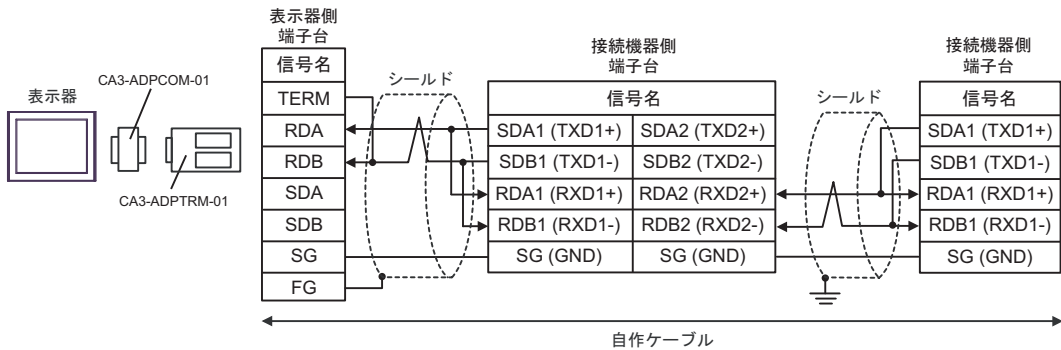 表示器
CA3-ADPCOM-01
CA3-ADPTRM-01
表示器側
端子台
信号名
TERM
RDA
RDB
SDA
SDB
SG
FG
シールド
接続機器側
端子台
信号名
SDA1 (TXD1+) SDA2 (TXD2+)
SDB1 (TXD1-) SDB2 (TXD2-)
RDA1 (RXD1+) RDA2 (RXD2+)
RDB1 (RXD1-) RDB2 (RXD2-)
SG (GND) SG (GND)
シールド
接続機器側
端子台
信号名
SDA1 (TXD1+)
SDB1 (TXD1-)
RDA1 (RXD1+)
RDB1 (RXD1-)
SG (GND)
自作ケーブル